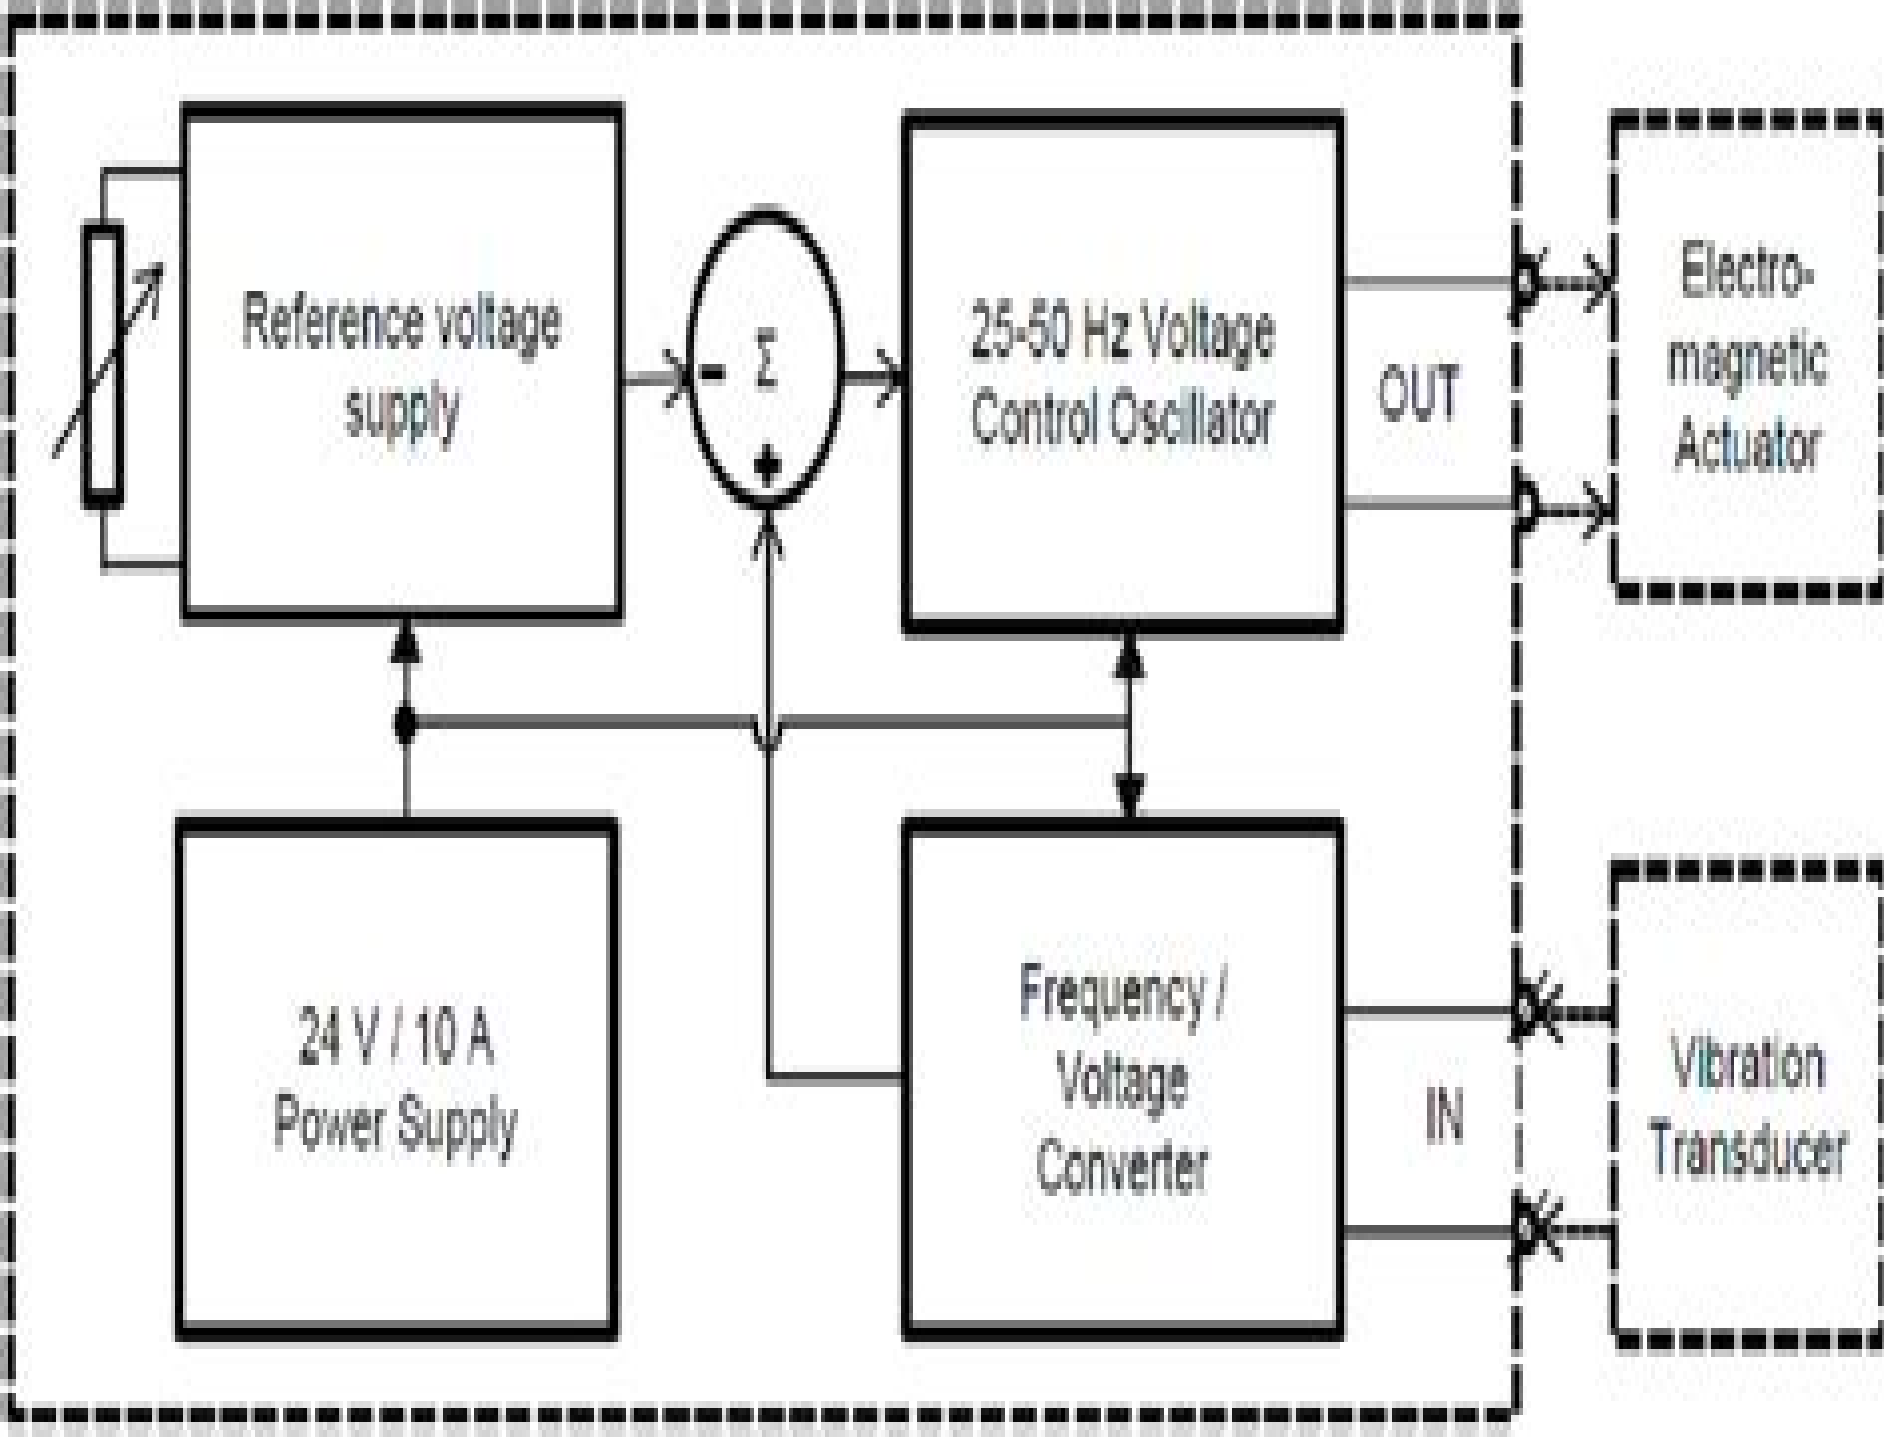 Reference voltage
supply
-
Σ
+
25-50 Hz Voltage
Control Oscillator
OUT
Electro-
magnetic
Actuator
24 V / 10 A
Power Supply
Frequency /
Voltage
Converter
IN
Vibration
Transducer